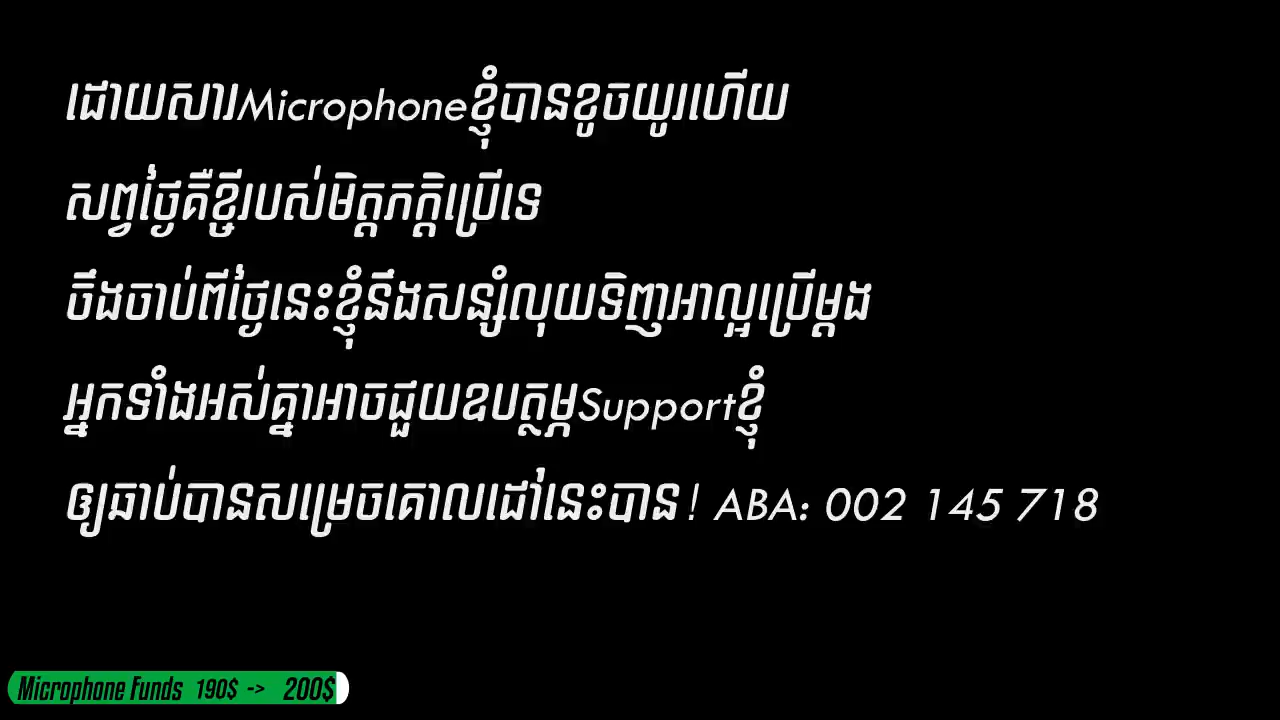 ដោយសារMicrophoneខ្ញុំបានខូចយូរហើយ
សព្វថ្ងៃគឺខ្ចីរបស់មិត្តភក្តិប្រើទេ
ចឹងចាប់ពីថ្ងៃនេះខ្ញុំនឹងសន្សំលុយទិញអាល្អប្រើម្ដង
អ្នកទាំងអស់គ្នាអាចជួយឧបត្ថម្ភSupportខ្ញុំ
ឲ្យឆាប់បានសម្រេចគោលដៅនេះបាន! ABA: 002 145 718
Microphone Funds 190$ -> 200$